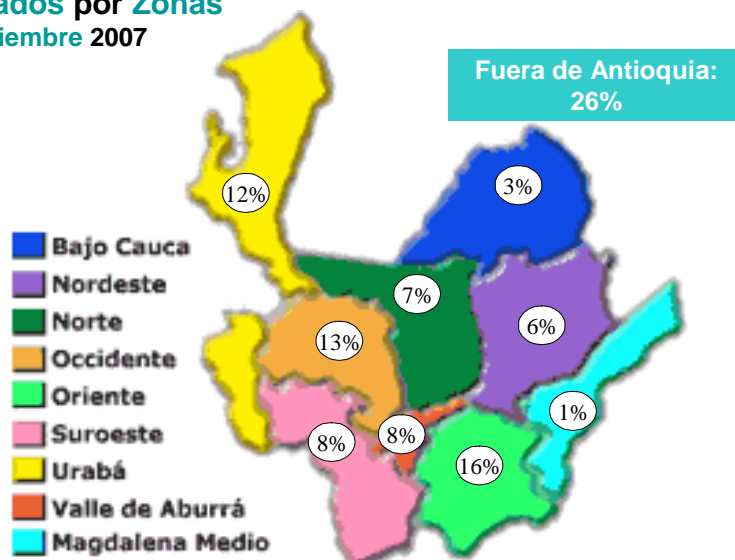 ados por Zonas
iembre 2007
Fuera de Antioquia:
26%
12%
3%
7%
6%
13%
1%
8%
8%
16%
Bajo Cauca
Nordeste
Norte
Occidente
Oriente
Suroeste
Urabá
Valle de Aburrá
Magdalena Medio